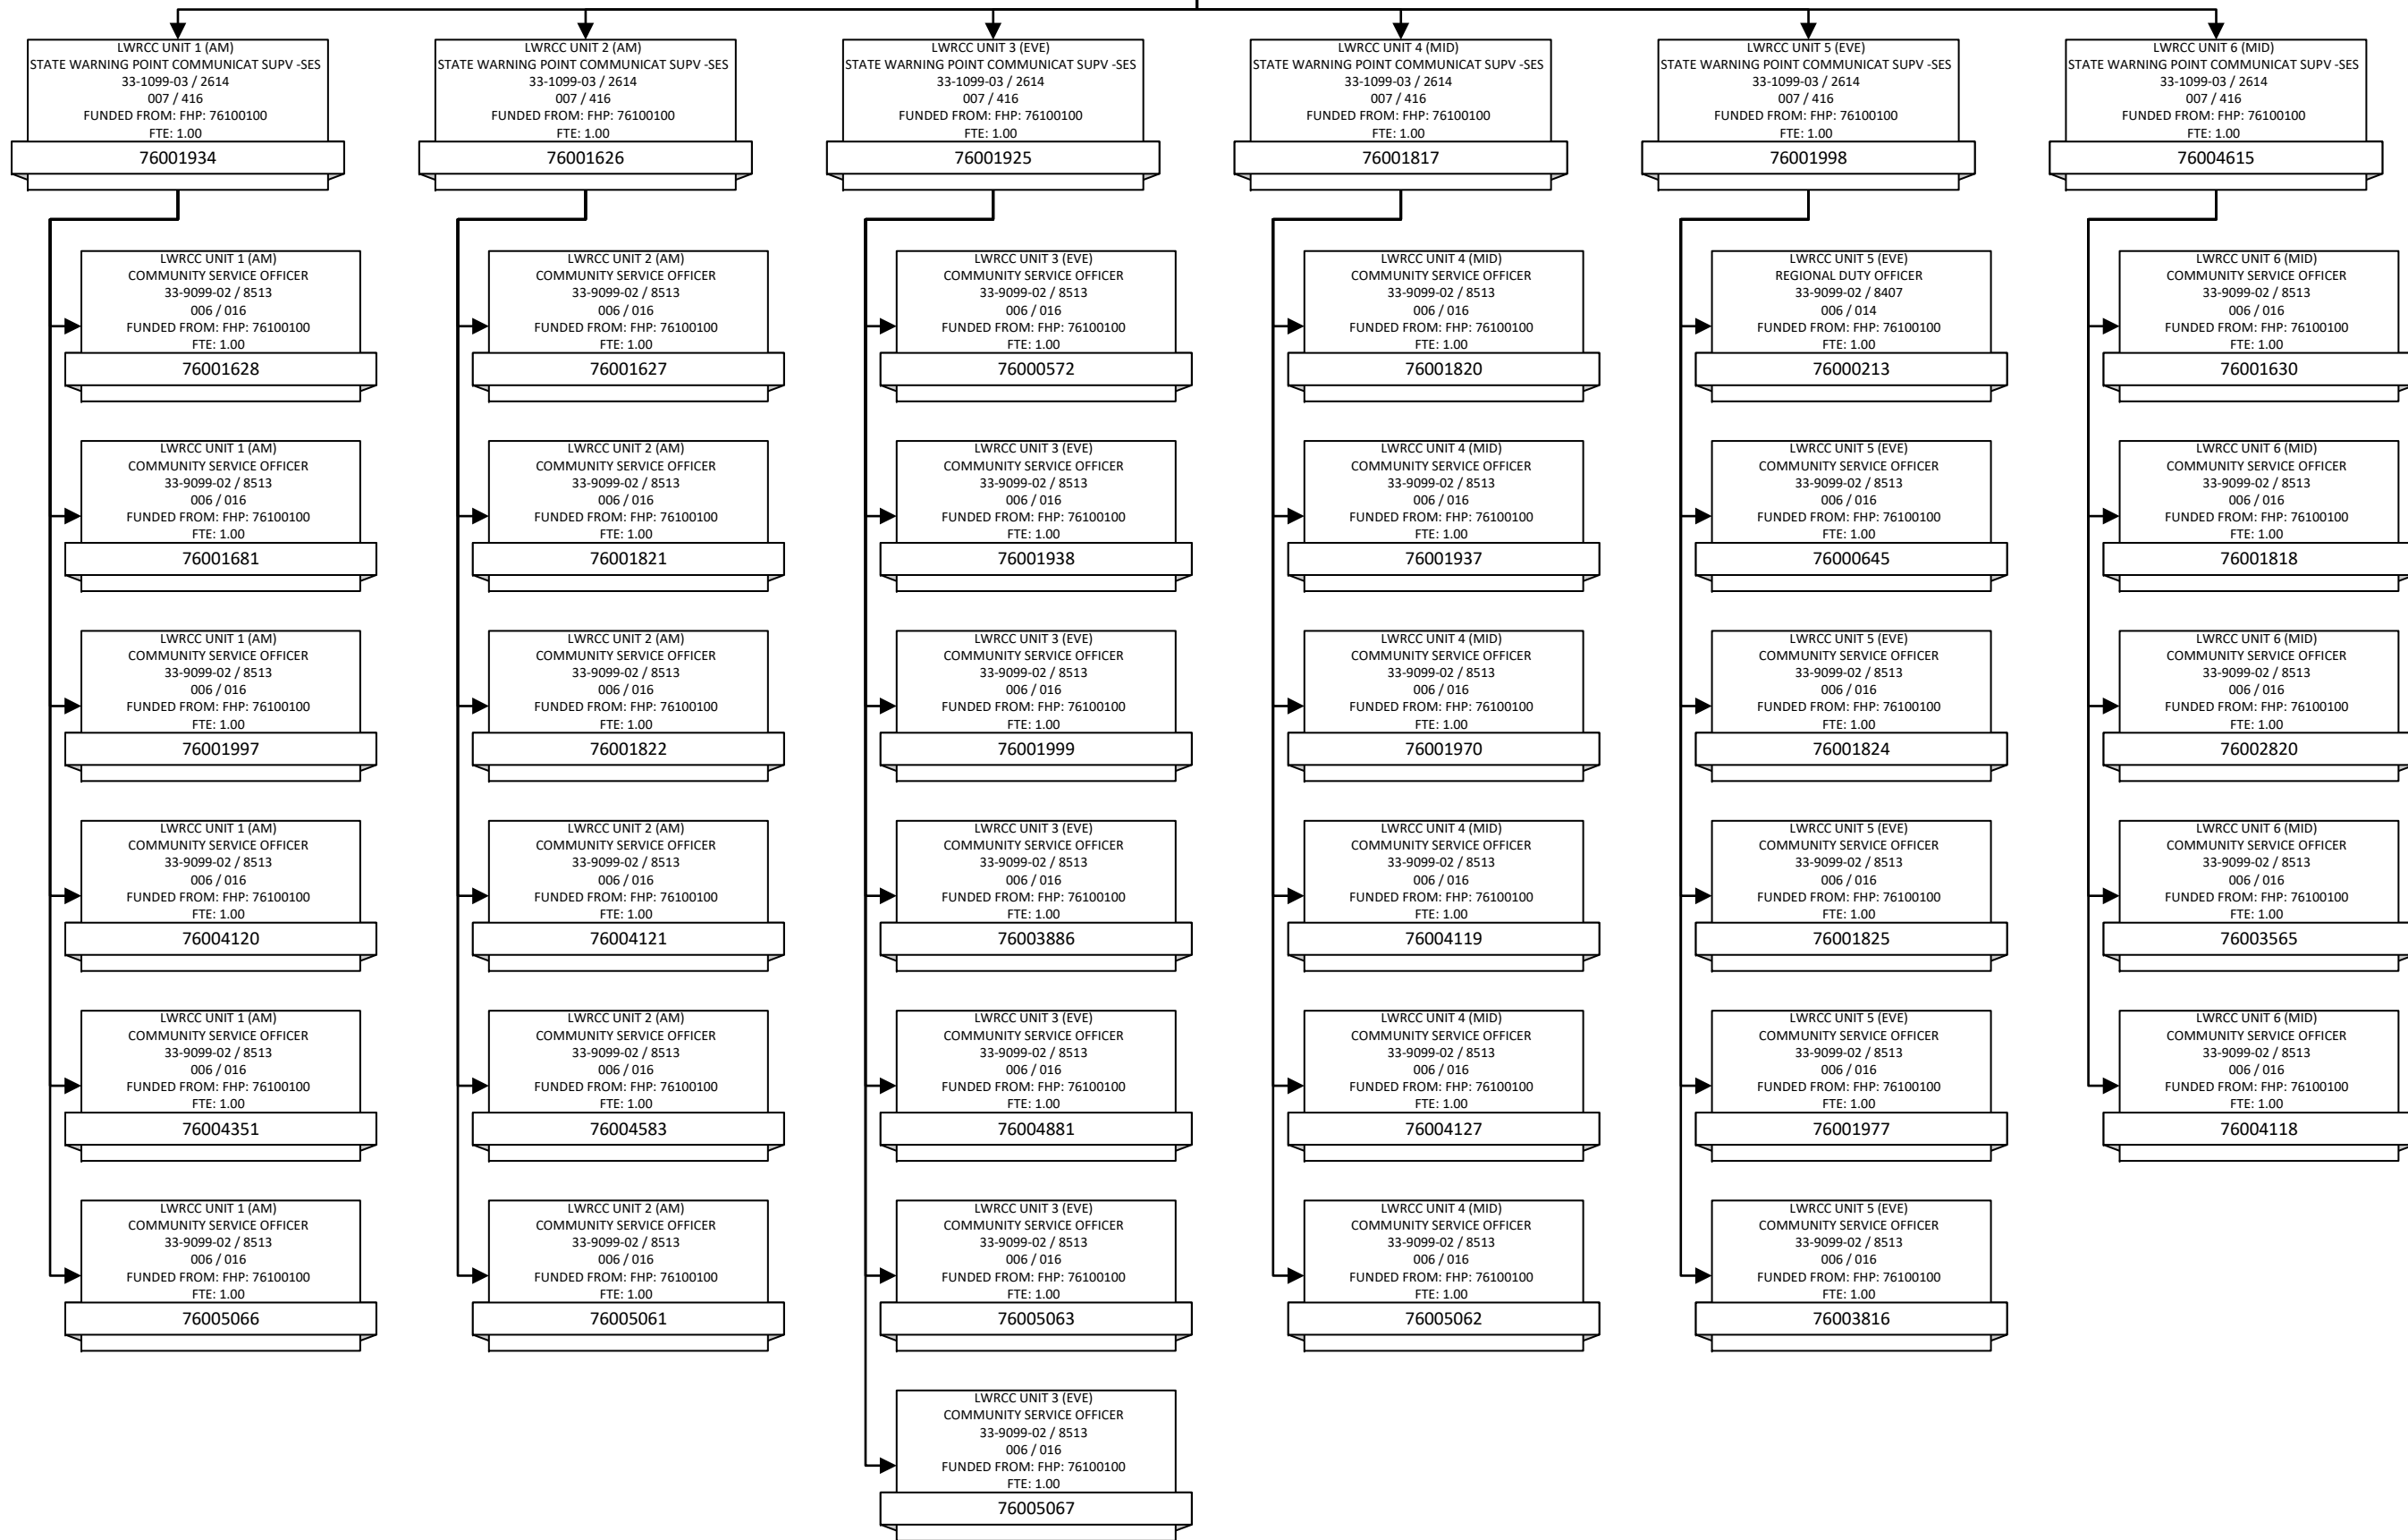 LWRCC UNIT 1 (AM)
STATE WARNING POINT COMMUNICAT SUPV -SES
33-1099-03 / 2614
007 / 416
FUNDED FROM: FHP: 76100100
FTE: 1.00
76001934
LWRCC UNIT 2 (AM)
STATE WARNING POINT COMMUNICAT SUPV -SES
33-1099-03 / 2614
007 / 416
FUNDED FROM: FHP: 76100100
FTE: 1.00
76001626
LWRCC UNIT 3 (EVE)
STATE WARNING POINT COMMUNICAT SUPV -SES
33-1099-03 / 2614
007 / 416
FUNDED FROM: FHP: 76100100
FTE: 1.00
76001925
LWRCC UNIT 4 (MID)
STATE WARNING POINT COMMUNICAT SUPV -SES
33-1099-03 / 2614
007 / 416
FUNDED FROM: FHP: 76100100
FTE: 1.00
76001817
LWRCC UNIT 5 (EVE)
STATE WARNING POINT COMMUNICAT SUPV -SES
33-1099-03 / 2614
007 / 416
FUNDED FROM: FHP: 76100100
FTE: 1.00
76001998
LWRCC UNIT 6 (MID)
STATE WARNING POINT COMMUNICAT SUPV -SES
33-1099-03 / 2614
007 / 416
FUNDED FROM: FHP: 76100100
FTE: 1.00
76004615
LWRCC UNIT 1 (AM)
COMMUNITY SERVICE OFFICER
33-9099-02 / 8513
006 / 016
FUNDED FROM: FHP: 76100100
FTE: 1.00
76001628
LWRCC UNIT 2 (AM)
COMMUNITY SERVICE OFFICER
33-9099-02 / 8513
006 / 016
FUNDED FROM: FHP: 76100100
FTE: 1.00
76001627
LWRCC UNIT 3 (EVE)
COMMUNITY SERVICE OFFICER
33-9099-02 / 8513
006 / 016
FUNDED FROM: FHP: 76100100
FTE: 1.00
76000572
LWRCC UNIT 4 (MID)
COMMUNITY SERVICE OFFICER
33-9099-02 / 8513
006 / 016
FUNDED FROM: FHP: 76100100
FTE: 1.00
76001820
LWRCC UNIT 5 (EVE)
REGIONAL DUTY OFFICER
33-9099-02 / 8407
006 / 014
FUNDED FROM: FHP: 76100100
FTE: 1.00
76000213
LWRCC UNIT 6 (MID)
COMMUNITY SERVICE OFFICER
33-9099-02 / 8513
006 / 016
FUNDED FROM: FHP: 76100100
FTE: 1.00
76001630
LWRCC UNIT 1 (AM)
COMMUNITY SERVICE OFFICER
33-9099-02 / 8513
006 / 016
FUNDED FROM: FHP: 76100100
FTE: 1.00
76001681
LWRCC UNIT 2 (AM)
COMMUNITY SERVICE OFFICER
33-9099-02 / 8513
006 / 016
FUNDED FROM: FHP: 76100100
FTE: 1.00
76001821
LWRCC UNIT 3 (EVE)
COMMUNITY SERVICE OFFICER
33-9099-02 / 8513
006 / 016
FUNDED FROM: FHP: 76100100
FTE: 1.00
76001938
LWRCC UNIT 4 (MID)
COMMUNITY SERVICE OFFICER
33-9099-02 / 8513
006 / 016
FUNDED FROM: FHP: 76100100
FTE: 1.00
76001937
LWRCC UNIT 5 (EVE)
COMMUNITY SERVICE OFFICER
33-9099-02 / 8513
006 / 016
FUNDED FROM: FHP: 76100100
FTE: 1.00
76000645
LWRCC UNIT 6 (MID)
COMMUNITY SERVICE OFFICER
33-9099-02 / 8513
006 / 016
FUNDED FROM: FHP: 76100100
FTE: 1.00
76001818
LWRCC UNIT 1 (AM)
COMMUNITY SERVICE OFFICER
33-9099-02 / 8513
006 / 016
FUNDED FROM: FHP: 76100100
FTE: 1.00
76001997
LWRCC UNIT 2 (AM)
COMMUNITY SERVICE OFFICER
33-9099-02 / 8513
006 / 016
FUNDED FROM: FHP: 76100100
FTE: 1.00
76001822
LWRCC UNIT 3 (EVE)
COMMUNITY SERVICE OFFICER
33-9099-02 / 8513
006 / 016
FUNDED FROM: FHP: 76100100
FTE: 1.00
76001999
LWRCC UNIT 4 (MID)
COMMUNITY SERVICE OFFICER
33-9099-02 / 8513
006 / 016
FUNDED FROM: FHP: 76100100
FTE: 1.00
76001970
LWRCC UNIT 5 (EVE)
COMMUNITY SERVICE OFFICER
33-9099-02 / 8513
006 / 016
FUNDED FROM: FHP: 76100100
FTE: 1.00
76001824
LWRCC UNIT 6 (MID)
COMMUNITY SERVICE OFFICER
33-9099-02 / 8513
006 / 016
FUNDED FROM: FHP: 76100100
FTE: 1.00
76002820
LWRCC UNIT 1 (AM)
COMMUNITY SERVICE OFFICER
33-9099-02 / 8513
006 / 016
FUNDED FROM: FHP: 76100100
FTE: 1.00
76004120
LWRCC UNIT 2 (AM)
COMMUNITY SERVICE OFFICER
33-9099-02 / 8513
006 / 016
FUNDED FROM: FHP: 76100100
FTE: 1.00
76004121
LWRCC UNIT 3 (EVE)
COMMUNITY SERVICE OFFICER
33-9099-02 / 8513
006 / 016
FUNDED FROM: FHP: 76100100
FTE: 1.00
76003886
LWRCC UNIT 4 (MID)
COMMUNITY SERVICE OFFICER
33-9099-02 / 8513
006 / 016
FUNDED FROM: FHP: 76100100
FTE: 1.00
76004119
LWRCC UNIT 5 (EVE)
COMMUNITY SERVICE OFFICER
33-9099-02 / 8513
006 / 016
FUNDED FROM: FHP: 76100100
FTE: 1.00
76001825
LWRCC UNIT 6 (MID)
COMMUNITY SERVICE OFFICER
33-9099-02 / 8513
006 / 016
FUNDED FROM: FHP: 76100100
FTE: 1.00
76003565
LWRCC UNIT 1 (AM)
COMMUNITY SERVICE OFFICER
33-9099-02 / 8513
006 / 016
FUNDED FROM: FHP: 76100100
FTE: 1.00
76004351
LWRCC UNIT 2 (AM)
COMMUNITY SERVICE OFFICER
33-9099-02 / 8513
006 / 016
FUNDED FROM: FHP: 76100100
FTE: 1.00
76004583
LWRCC UNIT 3 (EVE)
COMMUNITY SERVICE OFFICER
33-9099-02 / 8513
006 / 016
FUNDED FROM: FHP: 76100100
FTE: 1.00
76004881
LWRCC UNIT 4 (MID)
COMMUNITY SERVICE OFFICER
33-9099-02 / 8513
006 / 016
FUNDED FROM: FHP: 76100100
FTE: 1.00
76004127
LWRCC UNIT 5 (EVE)
COMMUNITY SERVICE OFFICER
33-9099-02 / 8513
006 / 016
FUNDED FROM: FHP: 76100100
FTE: 1.00
76001977
LWRCC UNIT 6 (MID)
COMMUNITY SERVICE OFFICER
33-9099-02 / 8513
006 / 016
FUNDED FROM: FHP: 76100100
FTE: 1.00
76004118
LWRCC UNIT 1 (AM)
COMMUNITY SERVICE OFFICER
33-9099-02 / 8513
006 / 016
FUNDED FROM: FHP: 76100100
FTE: 1.00
76005066
LWRCC UNIT 2 (AM)
COMMUNITY SERVICE OFFICER
33-9099-02 / 8513
006 / 016
FUNDED FROM: FHP: 76100100
FTE: 1.00
76005061
LWRCC UNIT 3 (EVE)
COMMUNITY SERVICE OFFICER
33-9099-02 / 8513
006 / 016
FUNDED FROM: FHP: 76100100
FTE: 1.00
76005063
LWRCC UNIT 4 (MID)
COMMUNITY SERVICE OFFICER
33-9099-02 / 8513
006 / 016
FUNDED FROM: FHP: 76100100
FTE: 1.00
76005062
LWRCC UNIT 5 (EVE)
COMMUNITY SERVICE OFFICER
33-9099-02 / 8513
006 / 016
FUNDED FROM: FHP: 76100100
FTE: 1.00
76003816
LWRCC UNIT 3 (EVE)
COMMUNITY SERVICE OFFICER
33-9099-02 / 8513
006 / 016
FUNDED FROM: FHP: 76100100
FTE: 1.00
76005067